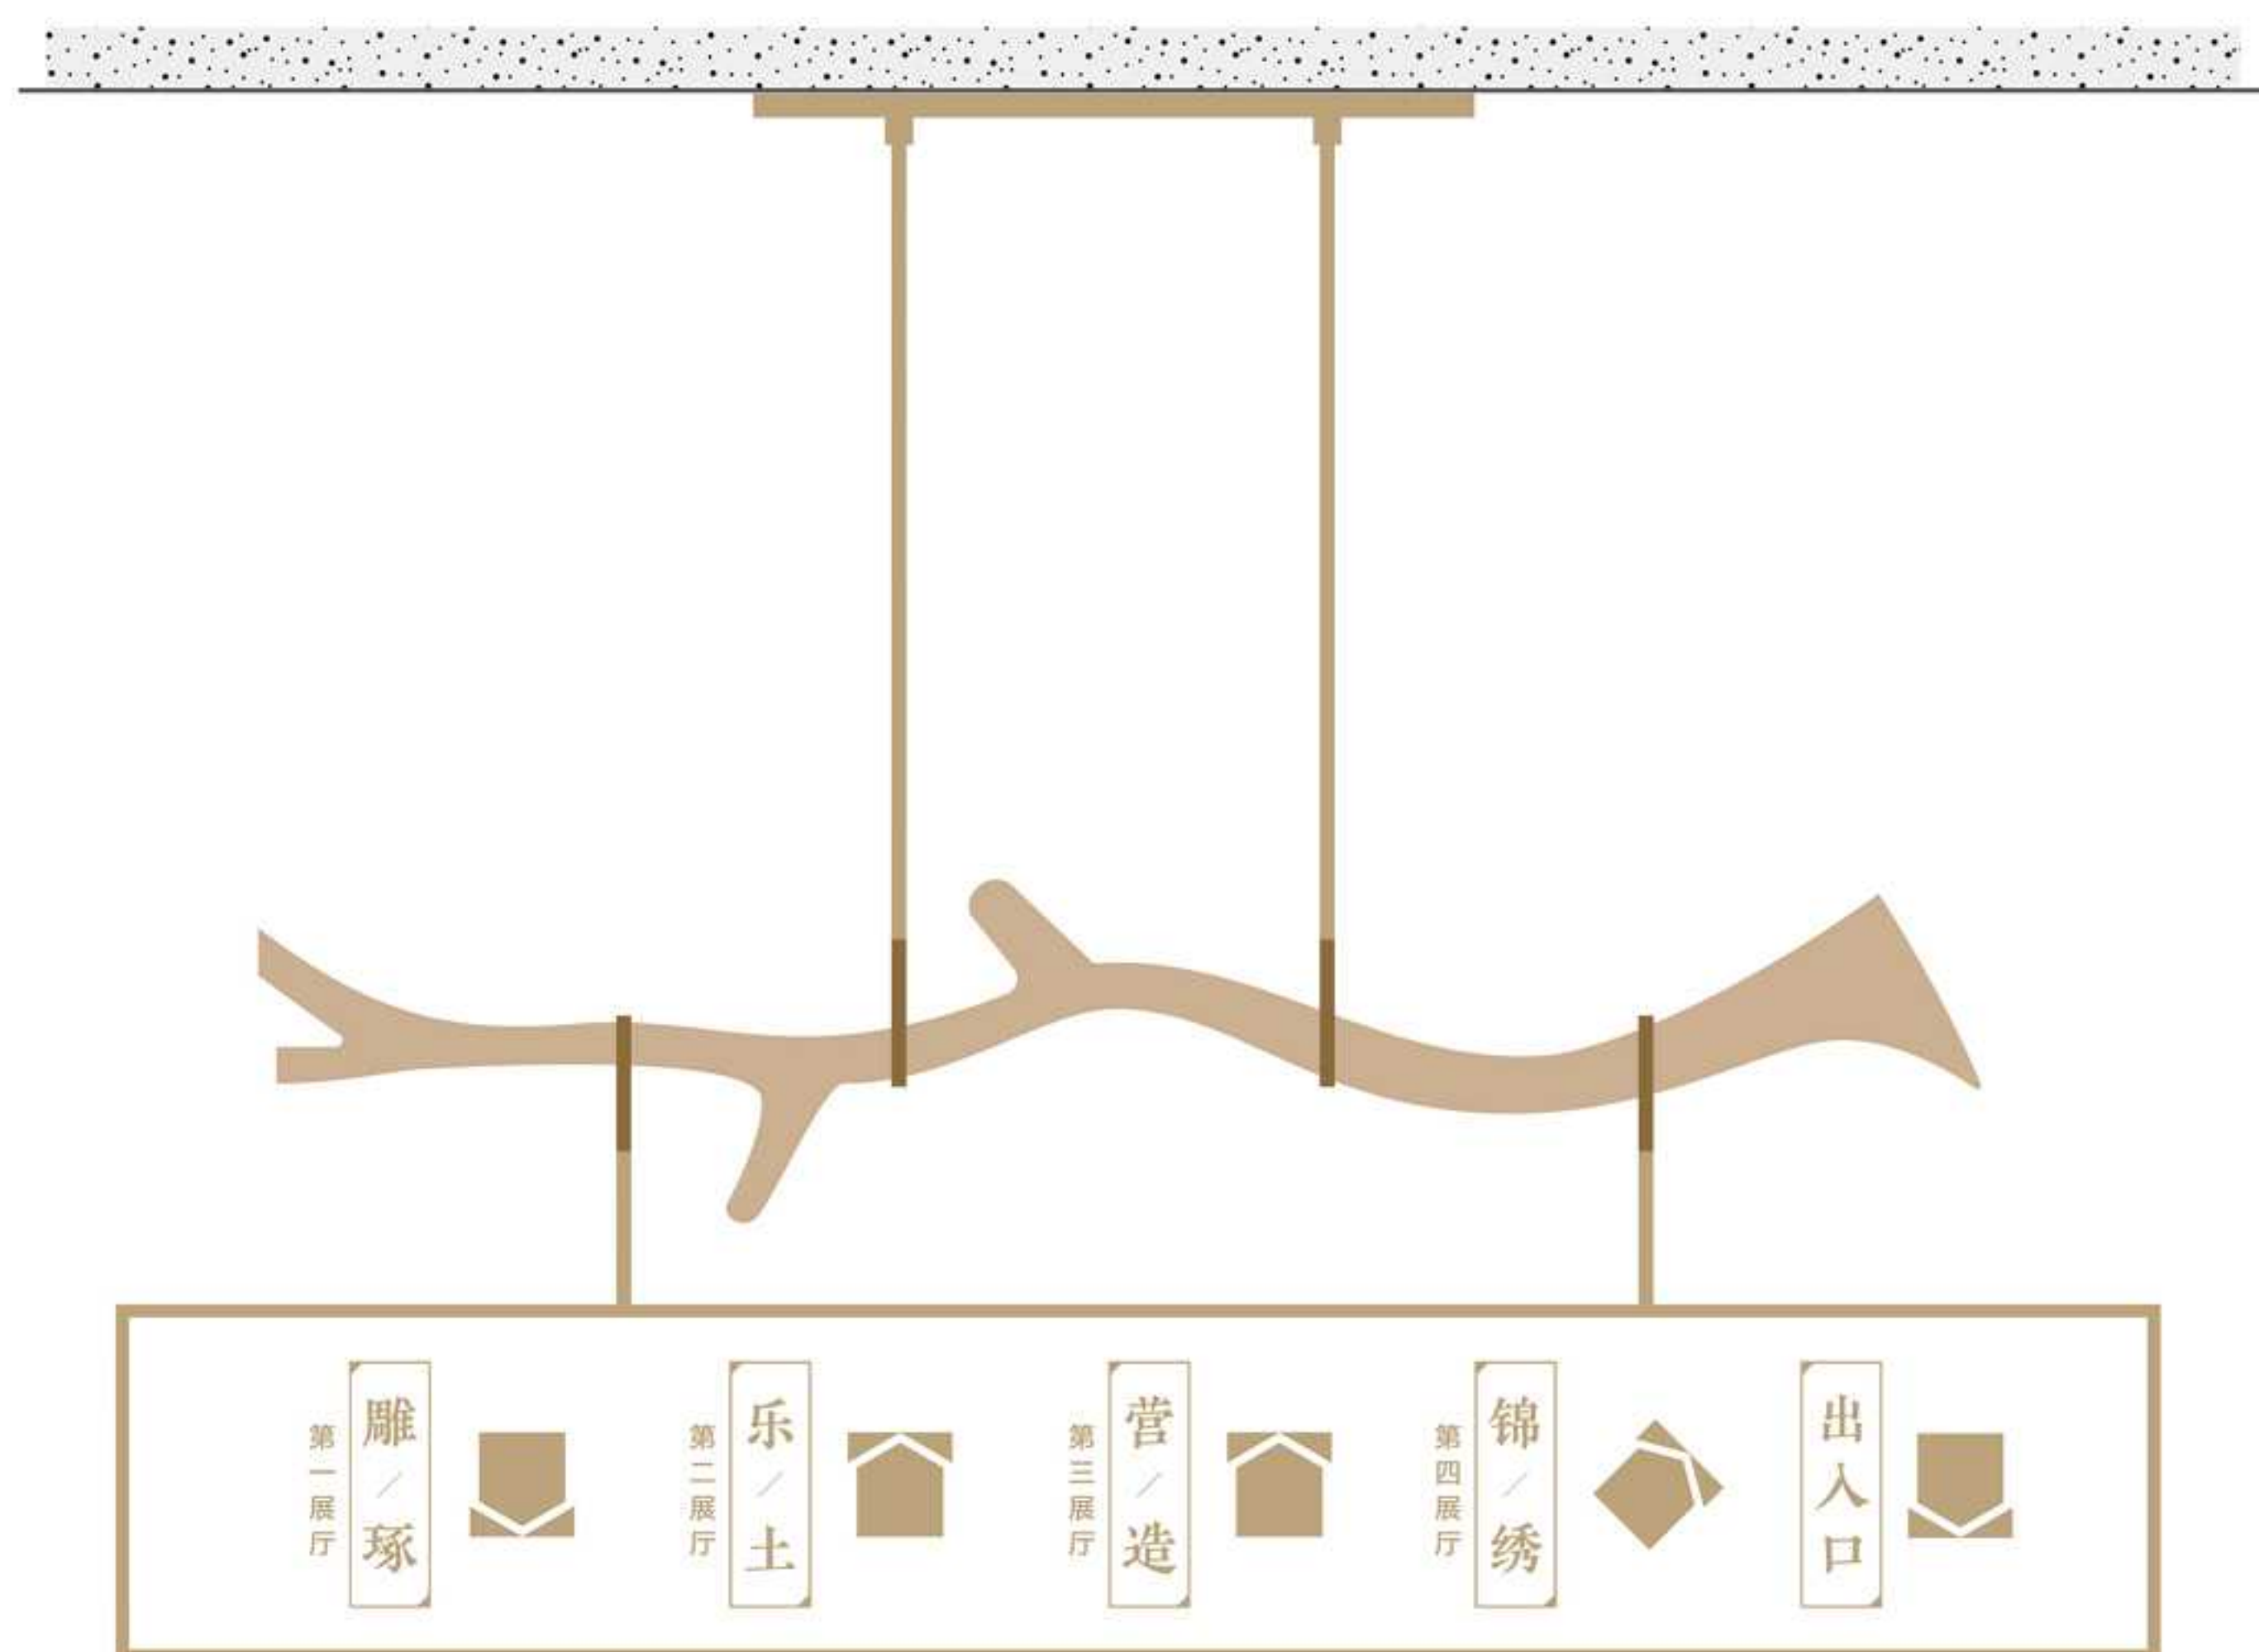 第一展厅
雕/琢
第二展厅
乐/土
第三展厅
营/造
第四展厅
锦/绣
出入口